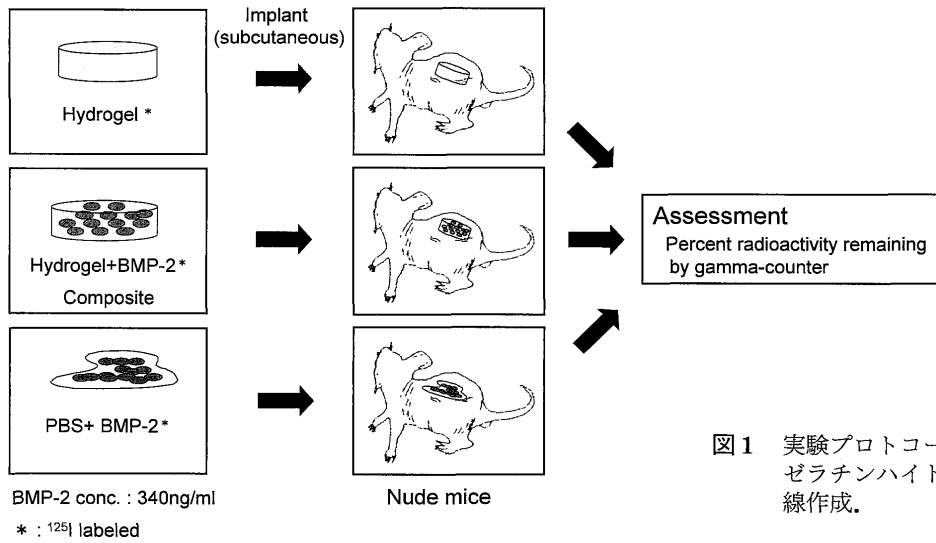 Implant
(subcutaneous)
Hydrogel *
Hydrogel+BMP-2*
Composite
PBS+ BMP-2*
BMP-2 conc. : 340ng/ml
* : ¹²⁵I labeled
Nude mice
Assessment
Percent radioactivity remaining
by gamma-counter
図1 実験プロトコー
ゼラチンハイド
線作成.